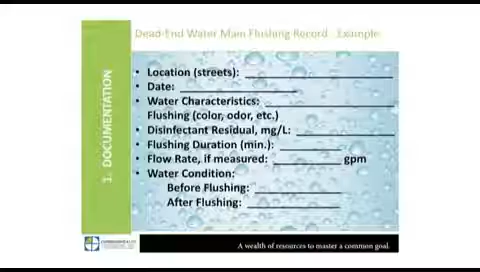 Dead-End Water Main Flushing Record - Example
1. DOCUMENTATION
• Location (streets):
• Date:
• Water Characteristics:
Flushing (color, odor, etc.)
• Disinfectant Residual, mg/L:
• Flushing Duration (min.):
• Flow Rate, if measured: gpm
• Water Condition:
Before Flushing:
After Flushing:
A wealth of resources to master a common goal.